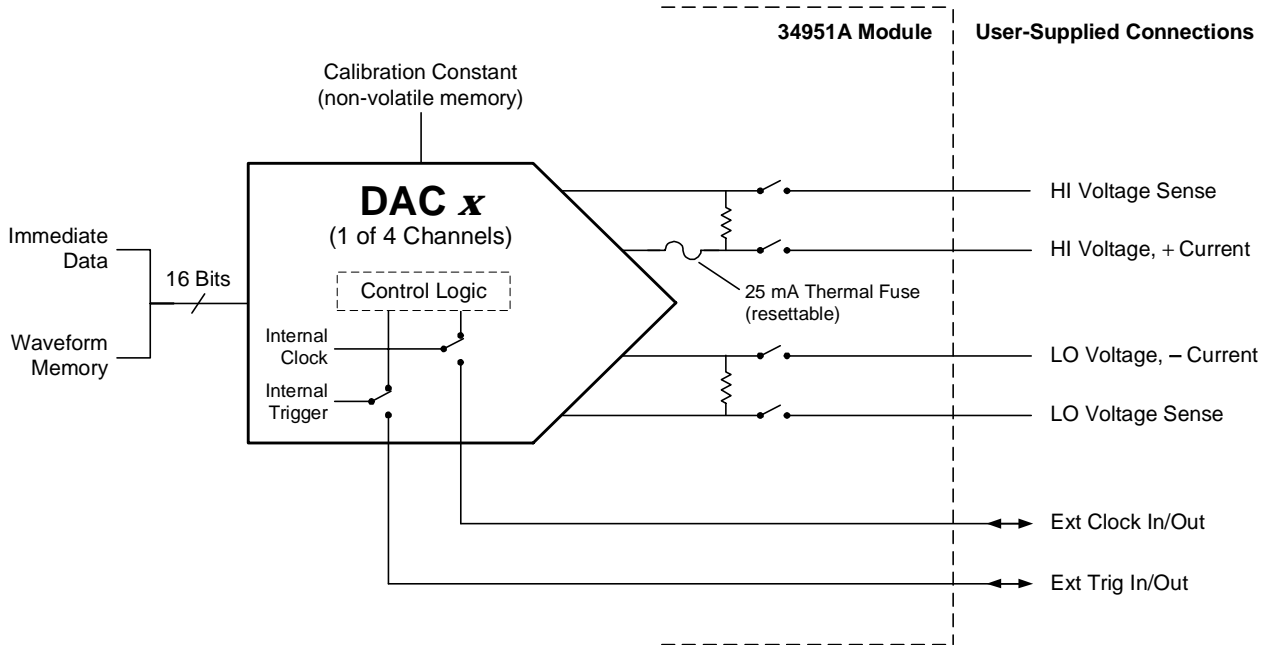 34951A Module
User-Supplied Connections
Calibration Constant
(non-volatile memory)
DAC x
(1 of 4 Channels)
Immediate
Data
16 Bits
Waveform
Memory
Control Logic
Internal
Clock
Internal
Trigger
25 mA Thermal Fuse
(resettable)
HI Voltage Sense
HI Voltage, + Current
LO Voltage, – Current
LO Voltage Sense
Ext Clock In/Out
Ext Trig In/Out